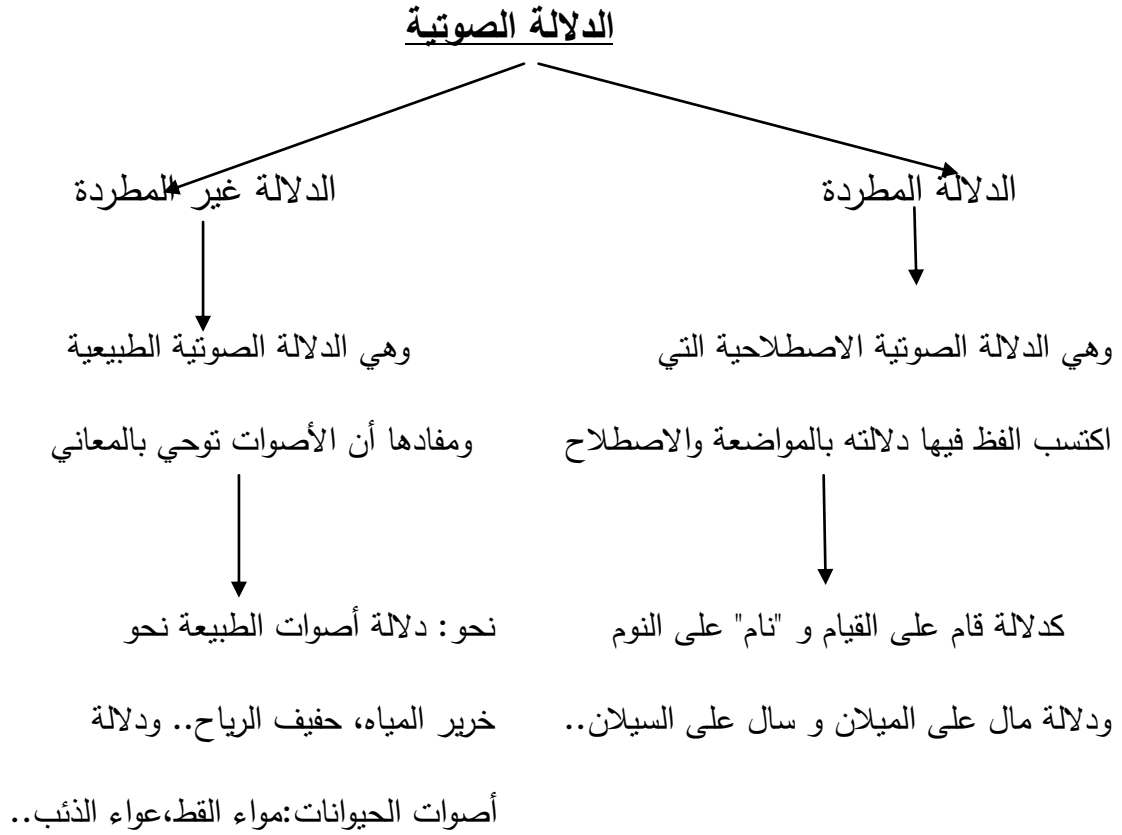 الدلالة الصوتية
الدلالة المطردة
الدلالة غير المطردة
وهي الدلالة الصوتية الاصطلاحية التي
اكتسب الفظ فيها دلالته بالمواضعة والاصطلاح
كدلالة قام على القيام و "نام" على النوم
ودلالة مال على الميلان و سال على السيلان..
وهي الدلالة الصوتية الطبيعية
ومفادها أن الأصوات توحي بالمعاني
نحو: دلالة أصوات الطبيعة نحو
خرير المياه، حفيف الرياح.. ودلالة
أصوات الحيوانات:مواء القط،عواء الذئب..